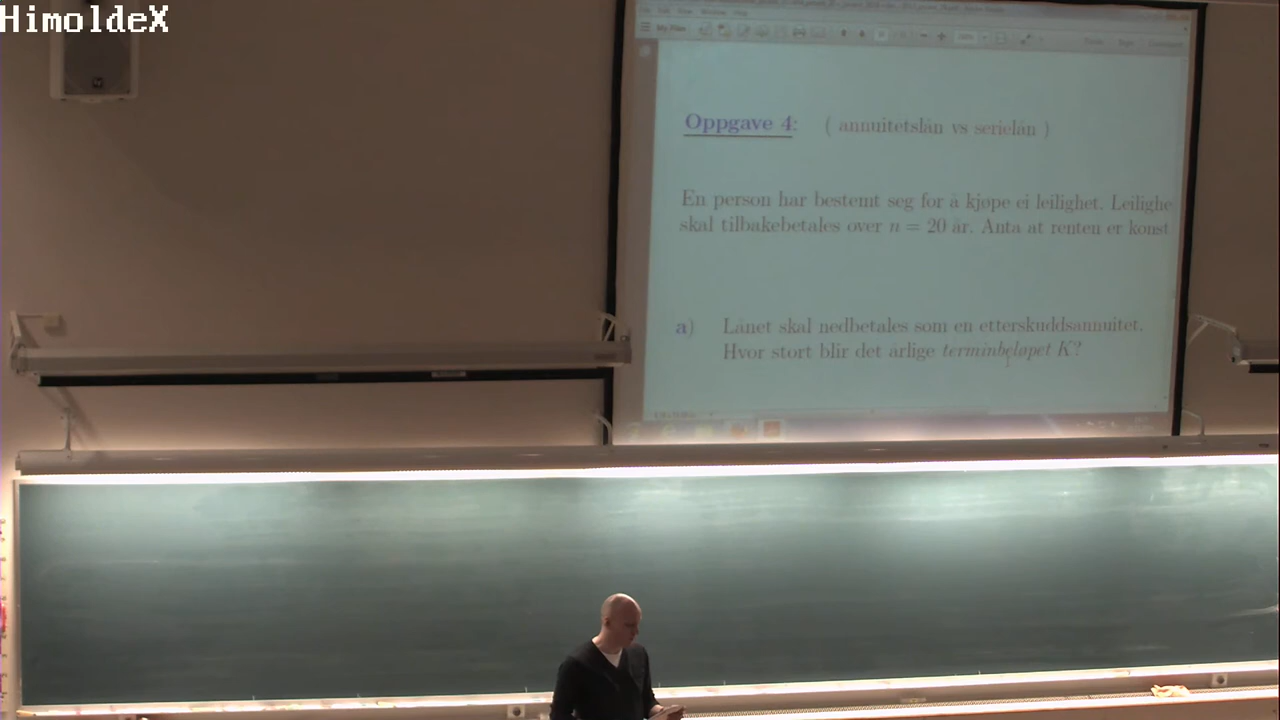 HimoldeX
My Files
Oppgave 4: ( annuitetslån vs serielån )
En person har bestemt seg for å kjøpe ei leilighet. Leilighe
skal tilbakebetales over n = 20 år. Anta at renten er konst
a) Lånet skal nedbetales som en etterskuddsannuitet.
Hvor stort blir det årlige terminbeløpet K?